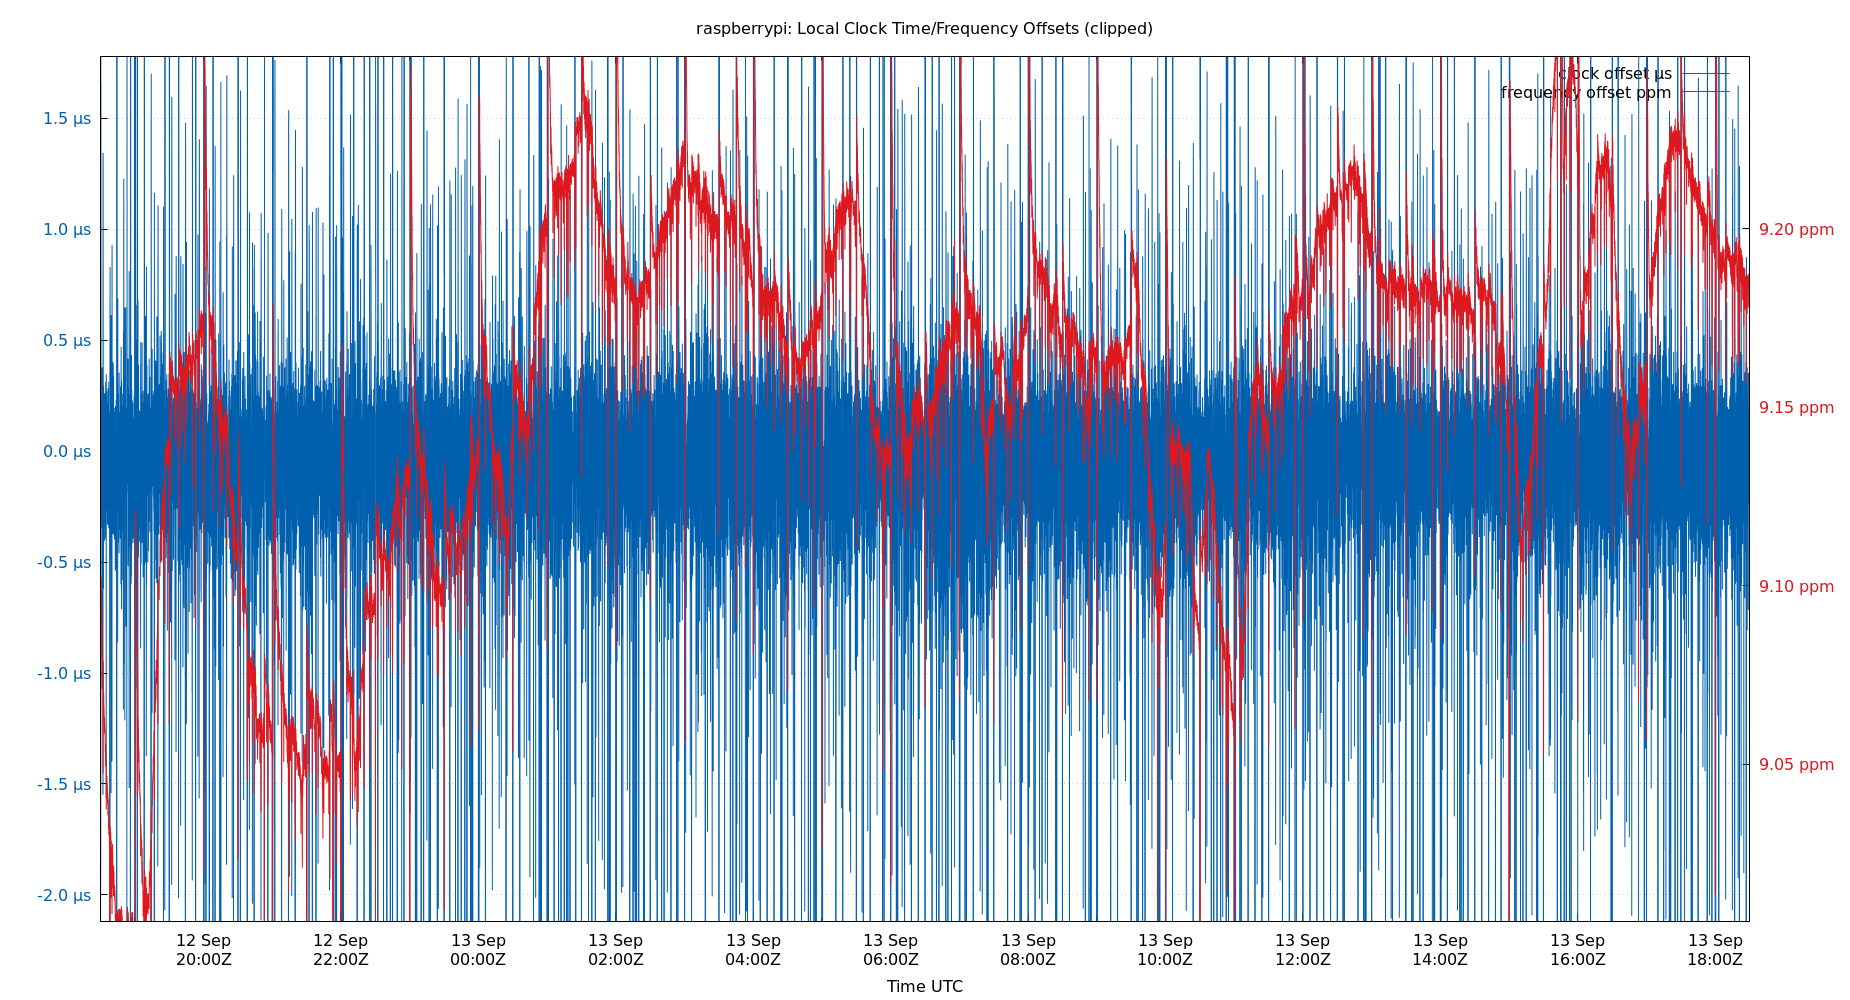 raspberrypi: Local Clock Time/Frequency Offsets (clipped)
clock offset µs
frequency offset ppm
1.5 µs
1.0 µs
0.5 µs
0.0 µs
-0.5 µs
-1.0 µs
-1.5 µs
-2.0 µs
9.20 ppm
9.15 ppm
9.10 ppm
9.05 ppm
12 Sep 12 Sep 13 Sep 13 Sep 13 Sep 13 Sep 13 Sep 13 Sep 13 Sep 13 Sep 13 Sep 13 Sep
20:00Z 22:00Z 00:00Z 02:00Z 04:00Z 06:00Z 08:00Z 10:00Z 12:00Z 14:00Z 16:00Z 18:00Z
Time UTC